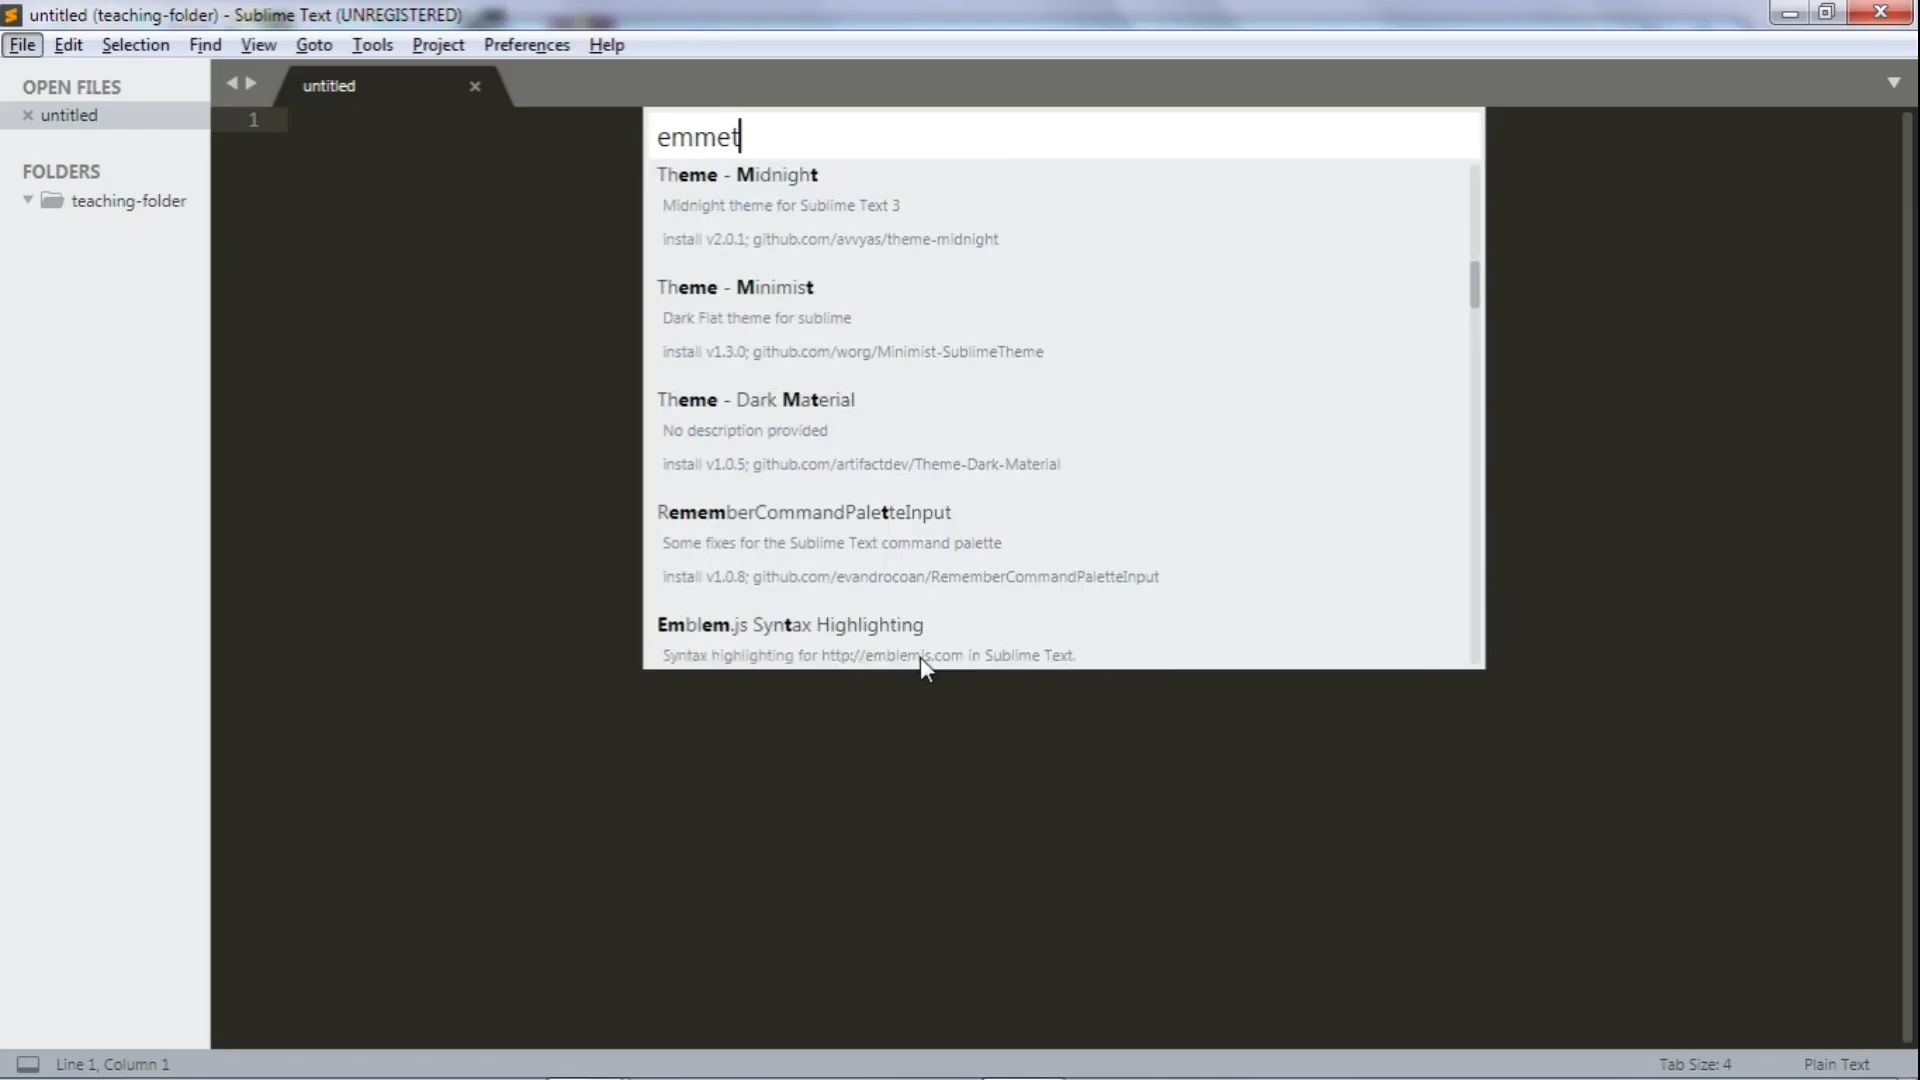 untitled (teaching-folder) - Sublime Text (UNREGISTERED)
File Edit Selection Find View Goto Tools Project Preferences Help
OPEN FILES
untitled
FOLDERS
teaching-folder
untitled
1
emmet
Theme - Midnight
Midnight theme for Sublime Text 3
install v2.0.1; github.com/avvyas/theme-midnight
Theme - Minimist
Dark Flat theme for sublime
install v1.3.0; github.com/worg/Minimist-SublimeTheme
Theme - Dark Material
No description provided
install v1.0.5; github.com/artifactdev/Theme-Dark-Material
RememberCommandPaletteInput
Some fixes for the Sublime Text command palette
install v1.0.8; github.com/evandrocoan/RememberCommandPaletteInput
Emblem.js Syntax Highlighting
Syntax highlighting for http://emblemjs.com in Sublime Text.
Line 1, Column 1
Tab Size: 4
Plain Text